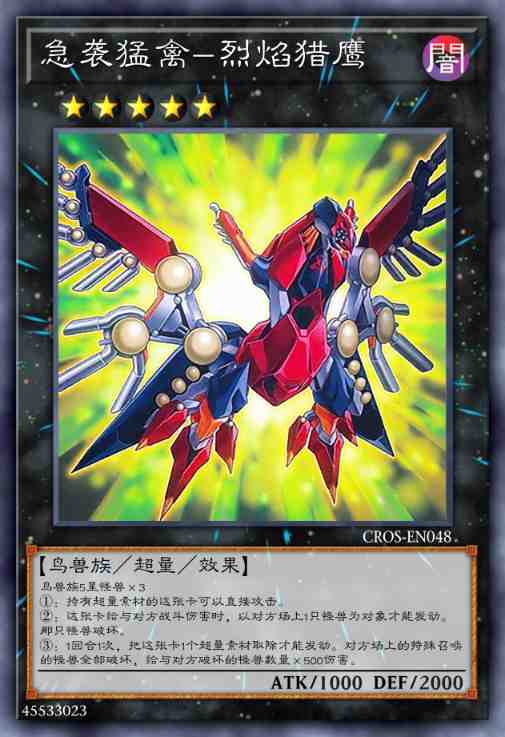 急袭猛禽-烈焰猎鹰
闇
CROS-EN048
【鸟兽族／超量／效果】
鸟兽族5星怪兽×3
①：持有超量素材的这张卡可以直接攻击。
②：这张卡给与对方战斗伤害时，以对方场上1只怪兽为对象才能发动。
那只怪兽破坏。
③：1回合1次，把这张卡1个超量素材取除才能发动。对方场上的特殊召唤
的怪兽全部破坏，给与对方破坏的怪兽数量×500伤害。
ATK/1000 DEF/2000
45533023